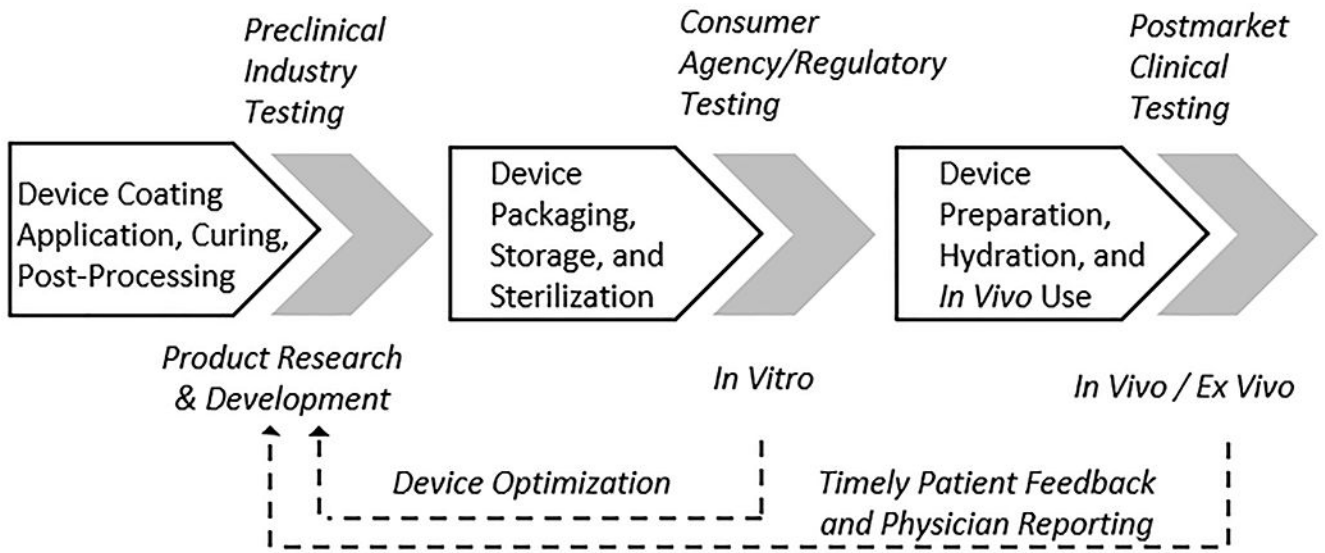 Preclinical
Industry
Testing
Consumer
Agency/Regulatory
Testing
Postmarket
Clinical
Testing
Device Coating
Application, Curing,
Post-Processing
Device
Packaging,
Storage, and
Sterilization
Device
Preparation,
Hydration, and
In Vivo Use
Product Research
& Development
In Vitro
In Vivo / Ex Vivo
Device Optimization
Timely Patient Feedback
and Physician Reporting